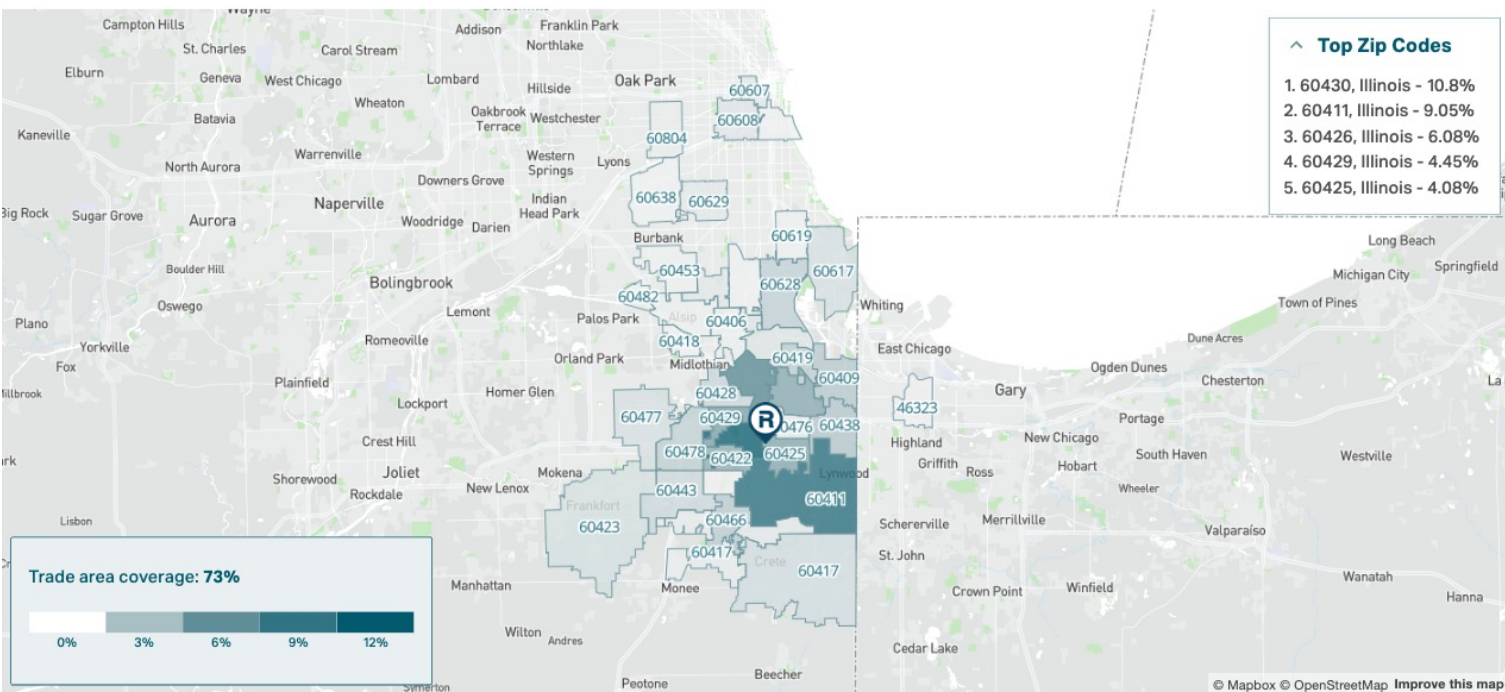 Wayne
Campton Hills
Addison
Franklin Park
Northlake
St. Charles
Carol Stream
Elburn
Geneva
West Chicago
Lombard
Hillside
Oak Park
60607
Wheaton
Oakbrook
Terrace
Westchester
60608
Batavia
Kaneville
60804
Warrenville
Western
Springs
Lyons
North Aurora
Downers Grove
Naperville
Indian
Head Park
60638
60629
Big Rock
Sugar Grove
Aurora
Woodridge
Darien
Burbank
60619
Boulder Hill
60453
60617
Bolingbrook
60628
Oswego
60482
Whiting
Lemont
Palos Park
Alsip
60406
Plano
Romeoville
60418
Yorkville
Orland Park
Midlothian
60419
East Chicago
Fox
60409
Plainfield
Homer Glen
60428
Millbrook
Lockport
60477
60429
R
60476
60438
46323
Crest Hill
60478
60422
60425
Highland
Joliet
Mokena
Lynwood
Griffith
Shorewood
New Lenox
60443
60411
Rockdale
Frankfort
60423
60466
Schererville
Lisbon
60417
Crete
60417
St. John
Manhattan
Monee
Crown Point
Wilton
Andres
Cedar Lake
Symerton
Peotone
Beecher
Long Beach
Michigan City
Springfield
Town of Pines
Dune Acres
Ogden Dunes
Chesterton
Gary
Portage
New Chicago
South Haven
Westville
Hobart
Ross
Wheeler
Merrillville
Valparaíso
Winfield
Wanatah
Hanna
Top Zip Codes
1. 60430, Illinois - 10.8%
2. 60411, Illinois - 9.05%
3. 60426, Illinois - 6.08%
4. 60429, Illinois - 4.45%
5. 60425, Illinois - 4.08%
Trade area coverage: 73%
0% 3% 6% 9% 12%
© Mapbox © OpenStreetMap Improve this map